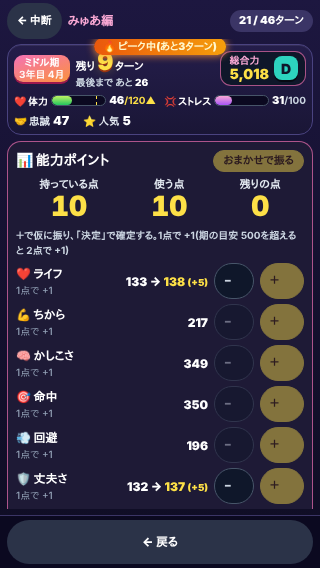 ← 中断
みゅあ編
21 / 46ターン
🔥 ピーク中(あと3ターン)
ミドル期
3年目 4月
残り 9 ターン
最後まで あと 26
総合力
5,018
D
❤️ 体力 46/120▲ 💢 ストレス 31/100
🤝 忠誠 47 ⭐ 人気 5
📊 能力ポイント
おまかせで振る
持っている点 使う点 残りの点
10 10 0
＋で仮に振り、「決定」で確定する。1点で +1(期の目安 500を超える
と 2点で +1)
❤️ ライフ
1点で +1
133 → 138 (+5) − +
💪 ちから
1点で +1
217 − +
🧠 かしこさ
1点で +1
349 − +
🎯 命中
1点で +1
350 − +
💨 回避
1点で +1
196 − +
🛡️ 丈夫さ
1点で +1
132 → 137 (+5) − +
← 戻る